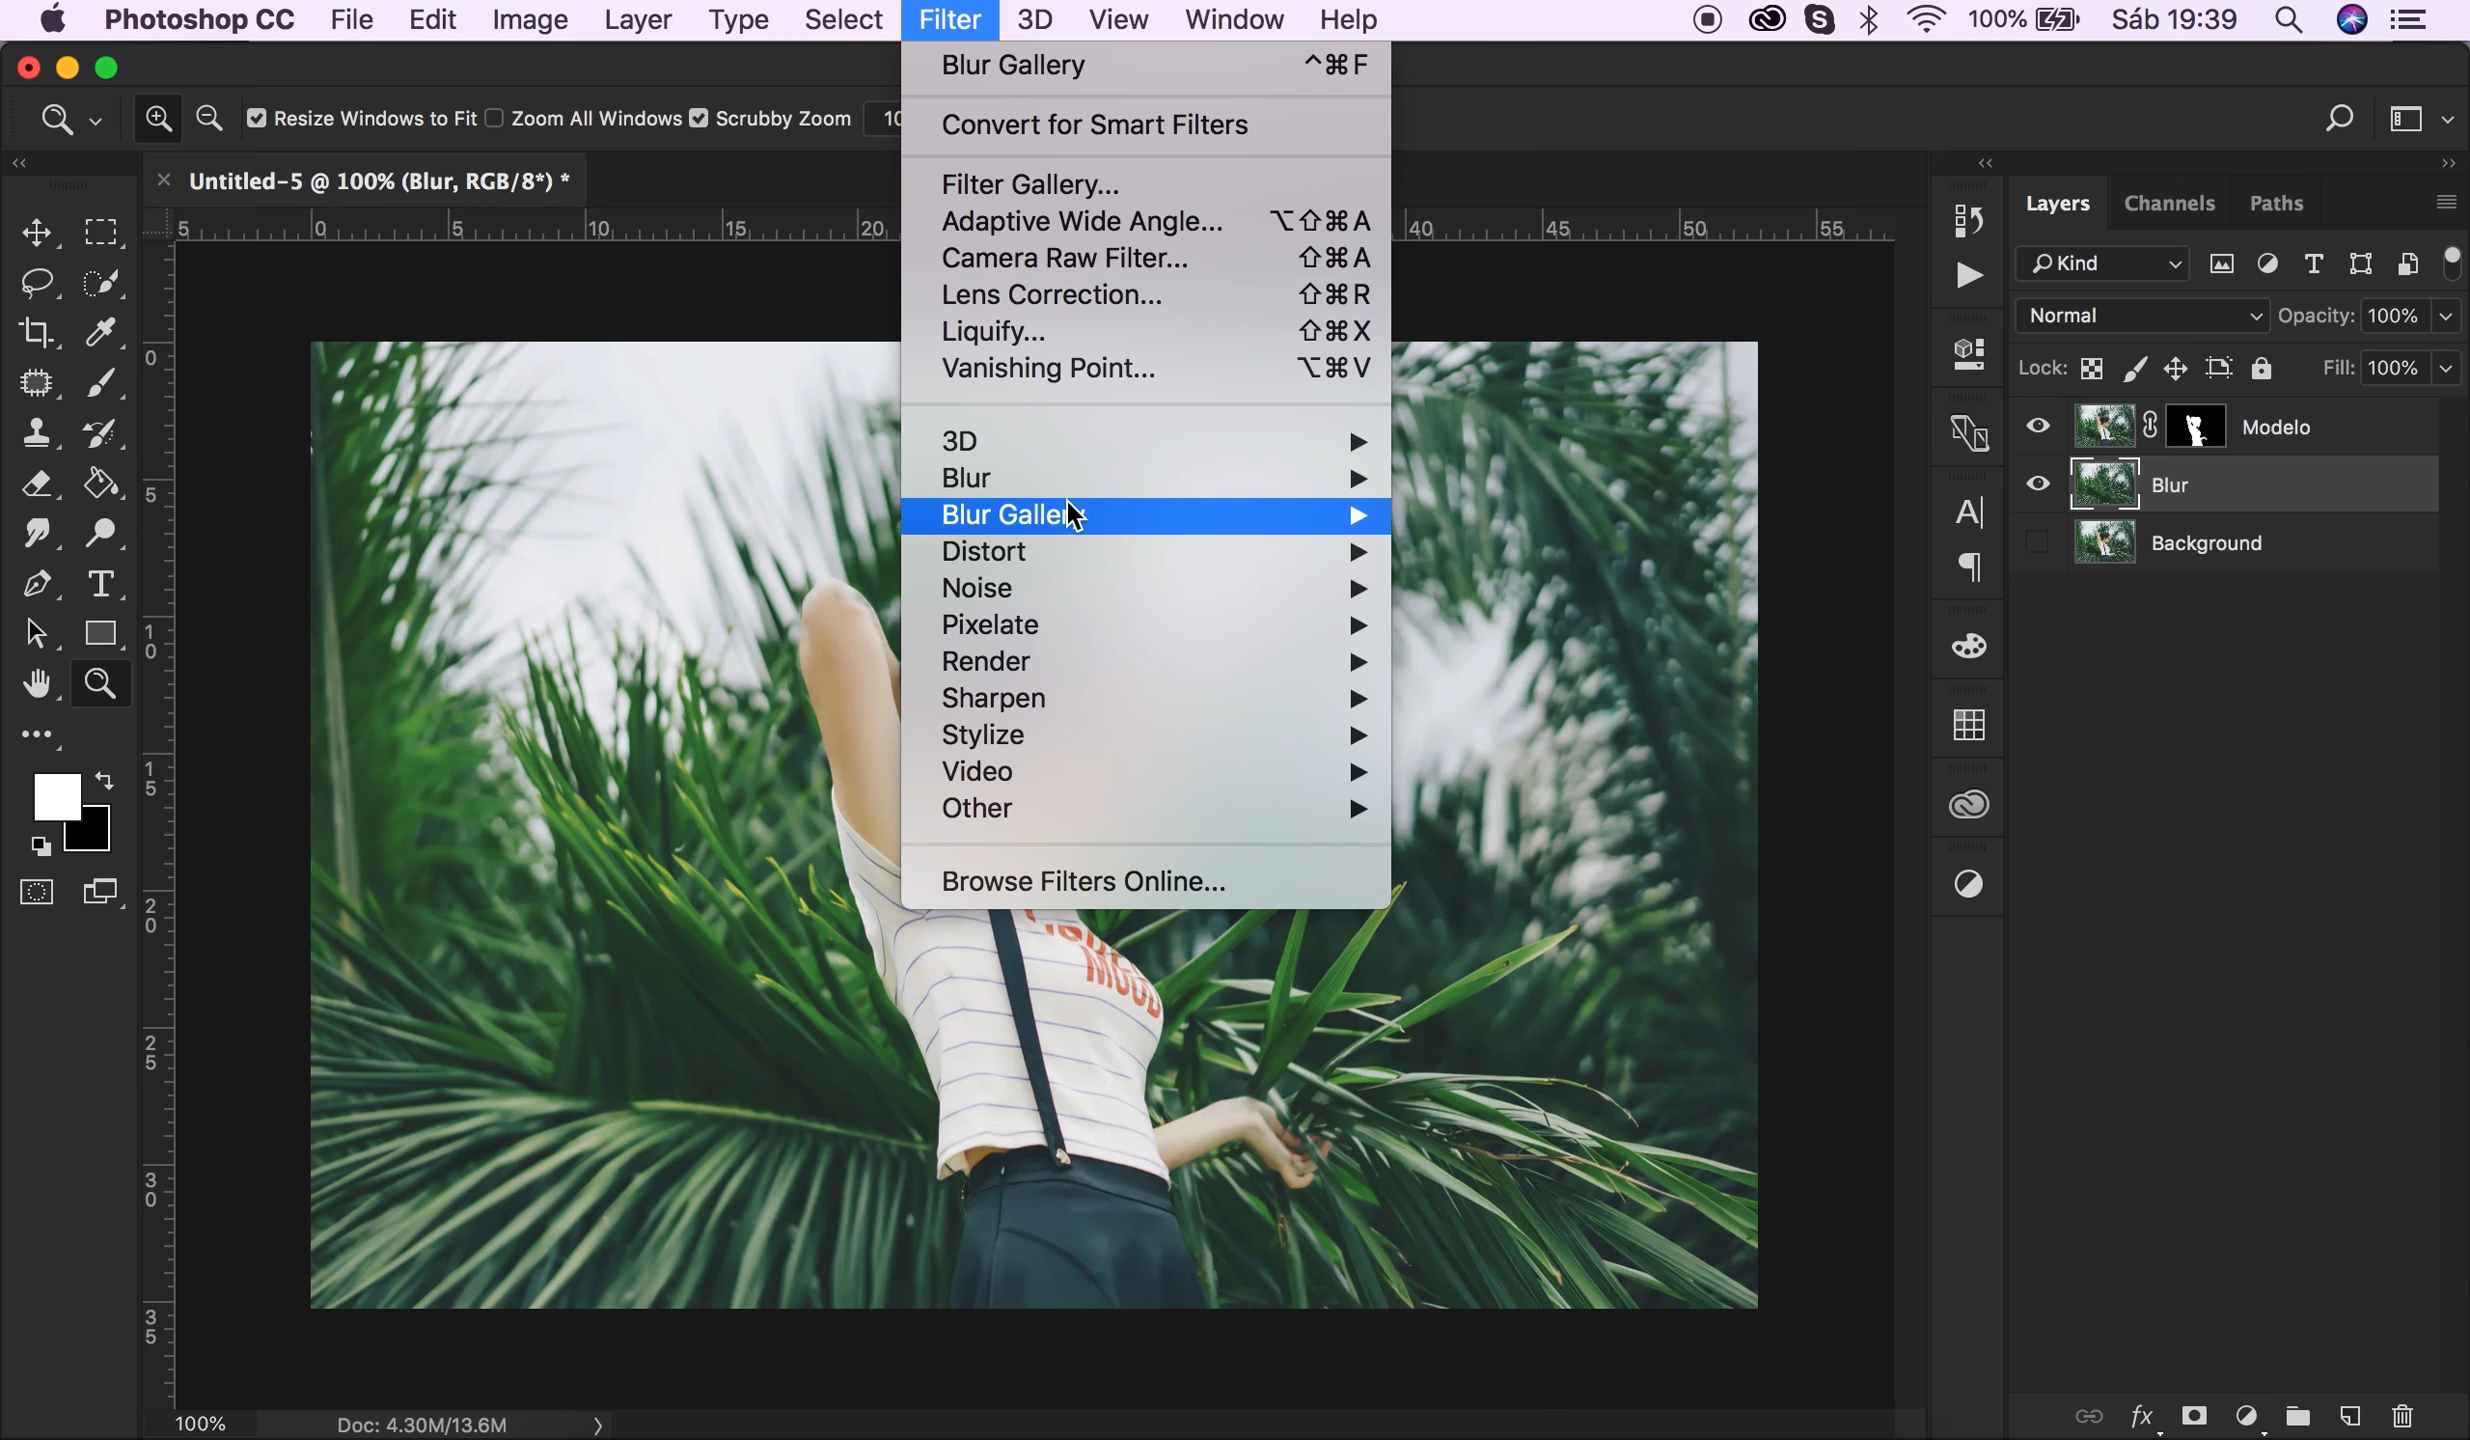 Photoshop CC File Edit Image Layer Type Select Filter 3D View Window Help 100% Sáb 19:39
Resize Windows to Fit Zoom All Windows Scrubby Zoom 10
Untitled-5 @ 100% (Blur, RGB/8*) *
5 0 5 10 15 20 40 45 50 55
0
5
10
15
20
25
30
35
Blur Gallery ^⌘F
Convert for Smart Filters
Filter Gallery...
Adaptive Wide Angle... ⌥⇧⌘A
Camera Raw Filter... ⇧⌘A
Lens Correction... ⇧⌘R
Liquify... ⇧⌘X
Vanishing Point... ⌥⌘V
3D
Blur
Blur Gallery
Distort
Noise
Pixelate
Render
Sharpen
Stylize
Video
Other
Browse Filters Online...
MOOD
Layers Channels Paths
Kind
Normal Opacity: 100%
Lock: Fill: 100%
Modelo
Blur
Background
fx
100% Doc: 4.30M/13.6M